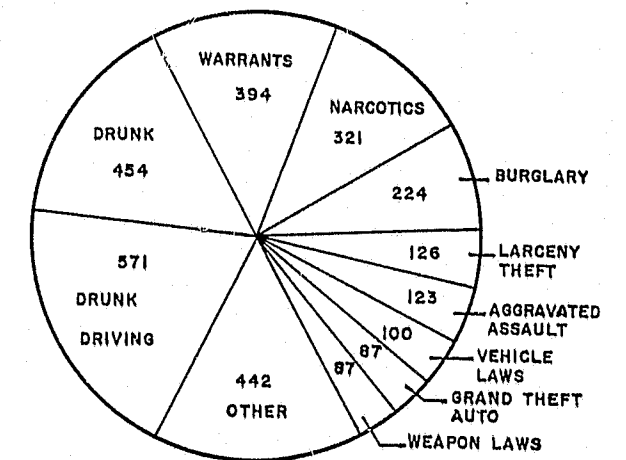 WARRANTS
394
NARCOTICS
321
DRUNK
454
224
BURGLARY
126
LARCENY
THEFT
571
DRUNK
DRIVING
123
AGGRAVATED
ASSAULT
100
VEHICLE
LAWS
87
GRAND THEFT
AUTO
87
WEAPON LAWS
442
OTHER